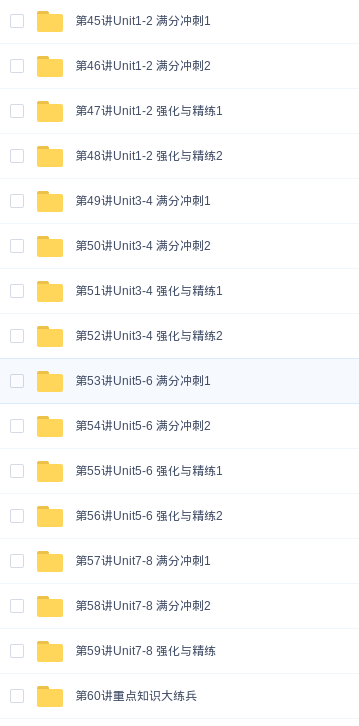 第45讲Unit1-2 满分冲刺1
第46讲Unit1-2 满分冲刺2
第47讲Unit1-2 强化与精练1
第48讲Unit1-2 强化与精练2
第49讲Unit3-4 满分冲刺1
第50讲Unit3-4 满分冲刺2
第51讲Unit3-4 强化与精练1
第52讲Unit3-4 强化与精练2
第53讲Unit5-6 满分冲刺1
第54讲Unit5-6 满分冲刺2
第55讲Unit5-6 强化与精练1
第56讲Unit5-6 强化与精练2
第57讲Unit7-8 满分冲刺1
第58讲Unit7-8 满分冲刺2
第59讲Unit7-8 强化与精练
第60讲重点知识大练兵